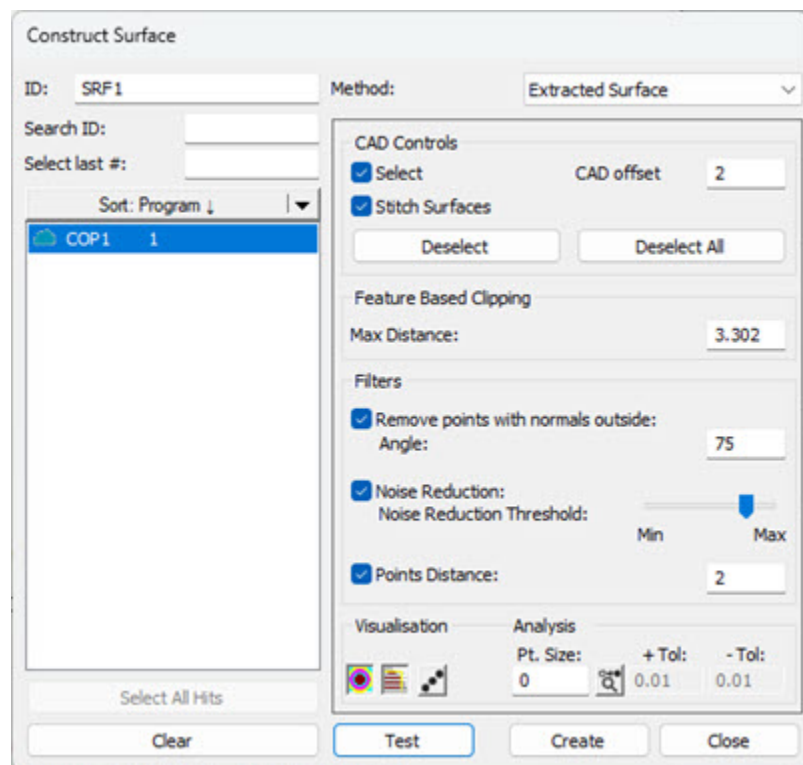 Construct Surface
ID: SRF1
Method: Extracted Surface
Search ID:
Select last #:
Sort: Program ↓
COP1 1
CAD Controls
Select CAD offset 2
Stitch Surfaces
Deselect Deselect All
Feature Based Clipping
Max Distance: 3.302
Filters
Remove points with normals outside:
Angle: 75
Noise Reduction:
Noise Reduction Threshold:
Min Max
Points Distance: 2
Visualisation Analysis
Pt. Size: + Tol: - Tol:
0 0.01 0.01
Select All Hits
Clear Test Create Close